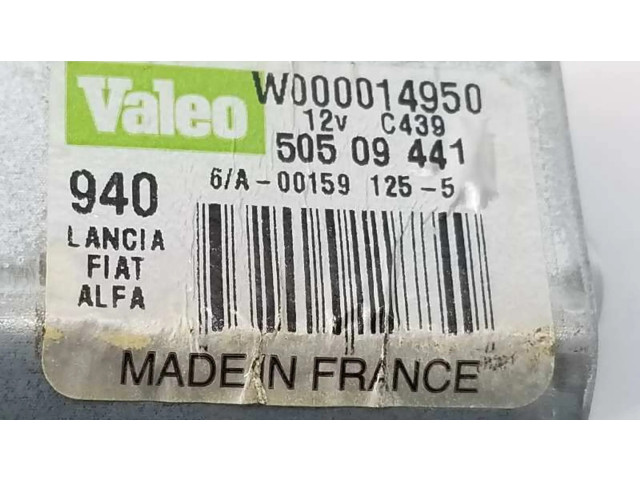 Valeo
W000014950
12v C439
505 09 441
6/A-00159 125-5
940
LANCIA
FIAT
ALFA
MADE IN FRANCE